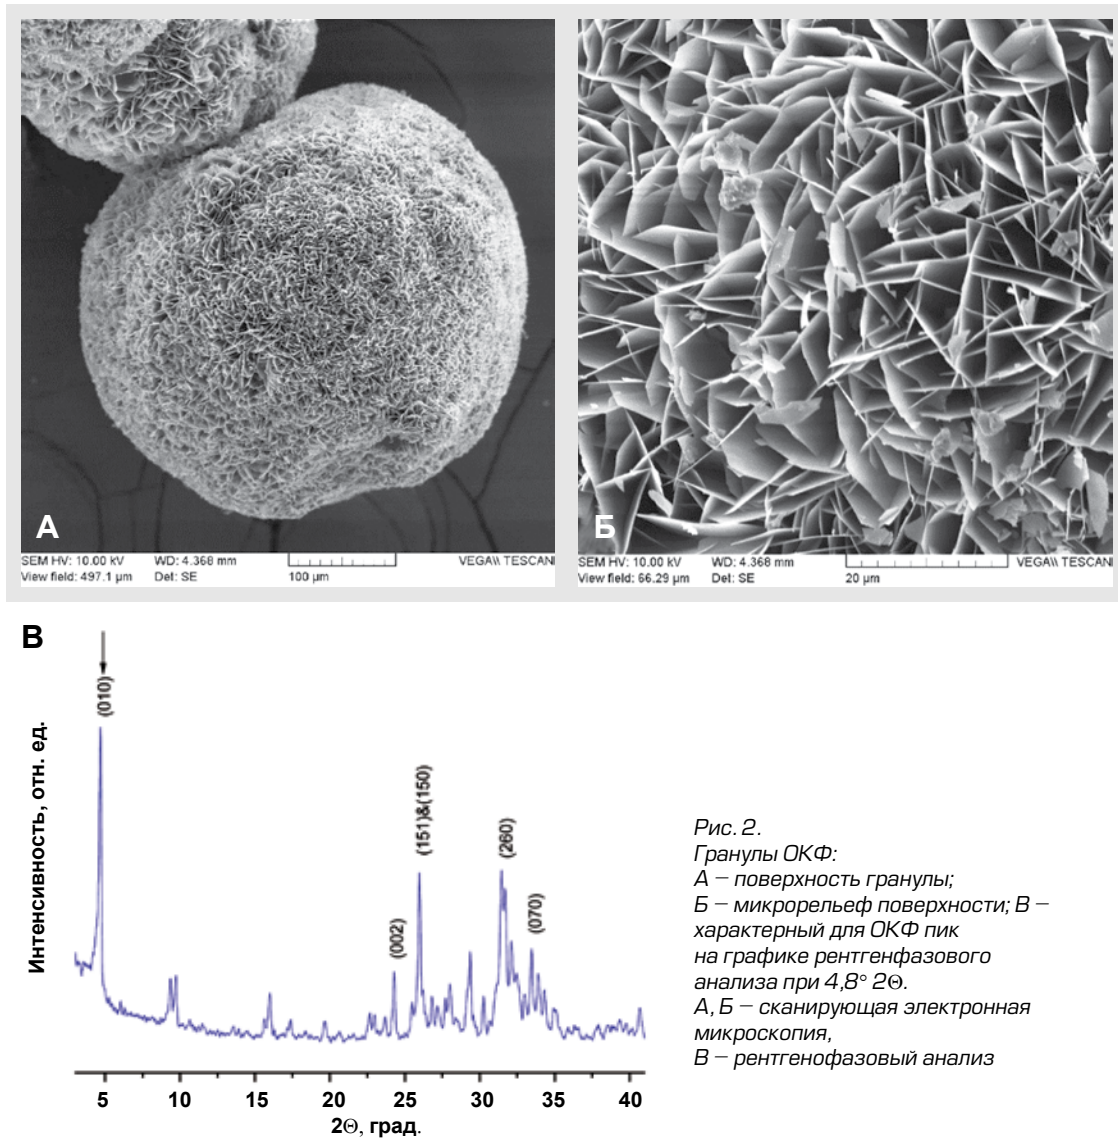 А
SEM HV: 10.00 kV WD: 4.368 mm VEGA\\ TESCAN
View field: 497.1 µm Det: SE 100 µm
Б
SEM HV: 10.00 kV WD: 4.368 mm VEGA\\ TESCAN
View field: 66.29 µm Det: SE 20 µm
В
(010)
(002)
(151)&(150)
(260)
(070)
Интенсивность, отн. ед.
5 10 15 20 25 30 35 40
2Θ, град.
Рис. 2.
Гранулы ОКФ:
А — поверхность гранулы;
Б — микрорельеф поверхности; В —
характерный для ОКФ пик
на графике рентгенфазового
анализа при 4,8° 2Θ.
А, Б — сканирующая электронная
микроскопия,
В — рентгенофазовый анализ